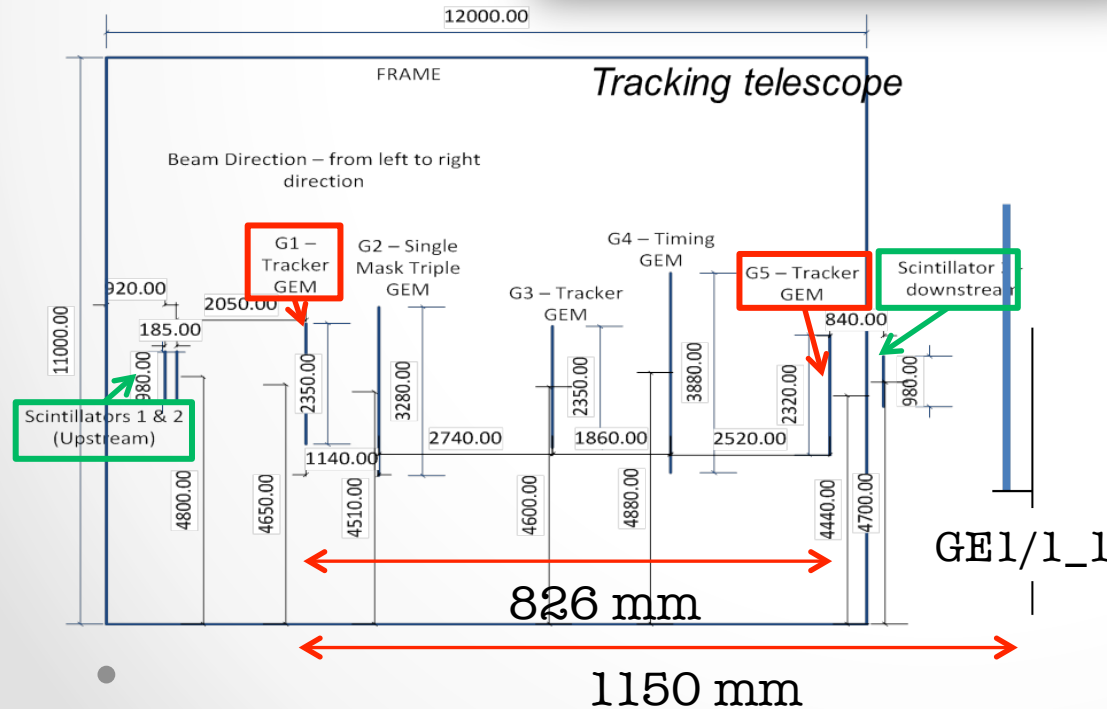 12000.00
FRAME
Tracking telescope
Beam Direction – from left to right
direction
G1 –
Tracker
GEM
G2 – Single
Mask Triple
GEM
G3 – Tracker
GEM
G4 – Timing
GEM
G5 – Tracker
GEM
Scintillator
downstream
920.00
2050.00
185.00
840.00
11000.00
980.00
2350.00
3280.00
2350.00
3880.00
2320.00
980.00
Scintillators 1 & 2
(Upstream)
1140.00
2740.00
1860.00
2520.00
4800.00
4650.00
4510.00
4600.00
4880.00
4440.00
4700.00
GE1/1_1
826 mm
1150 mm